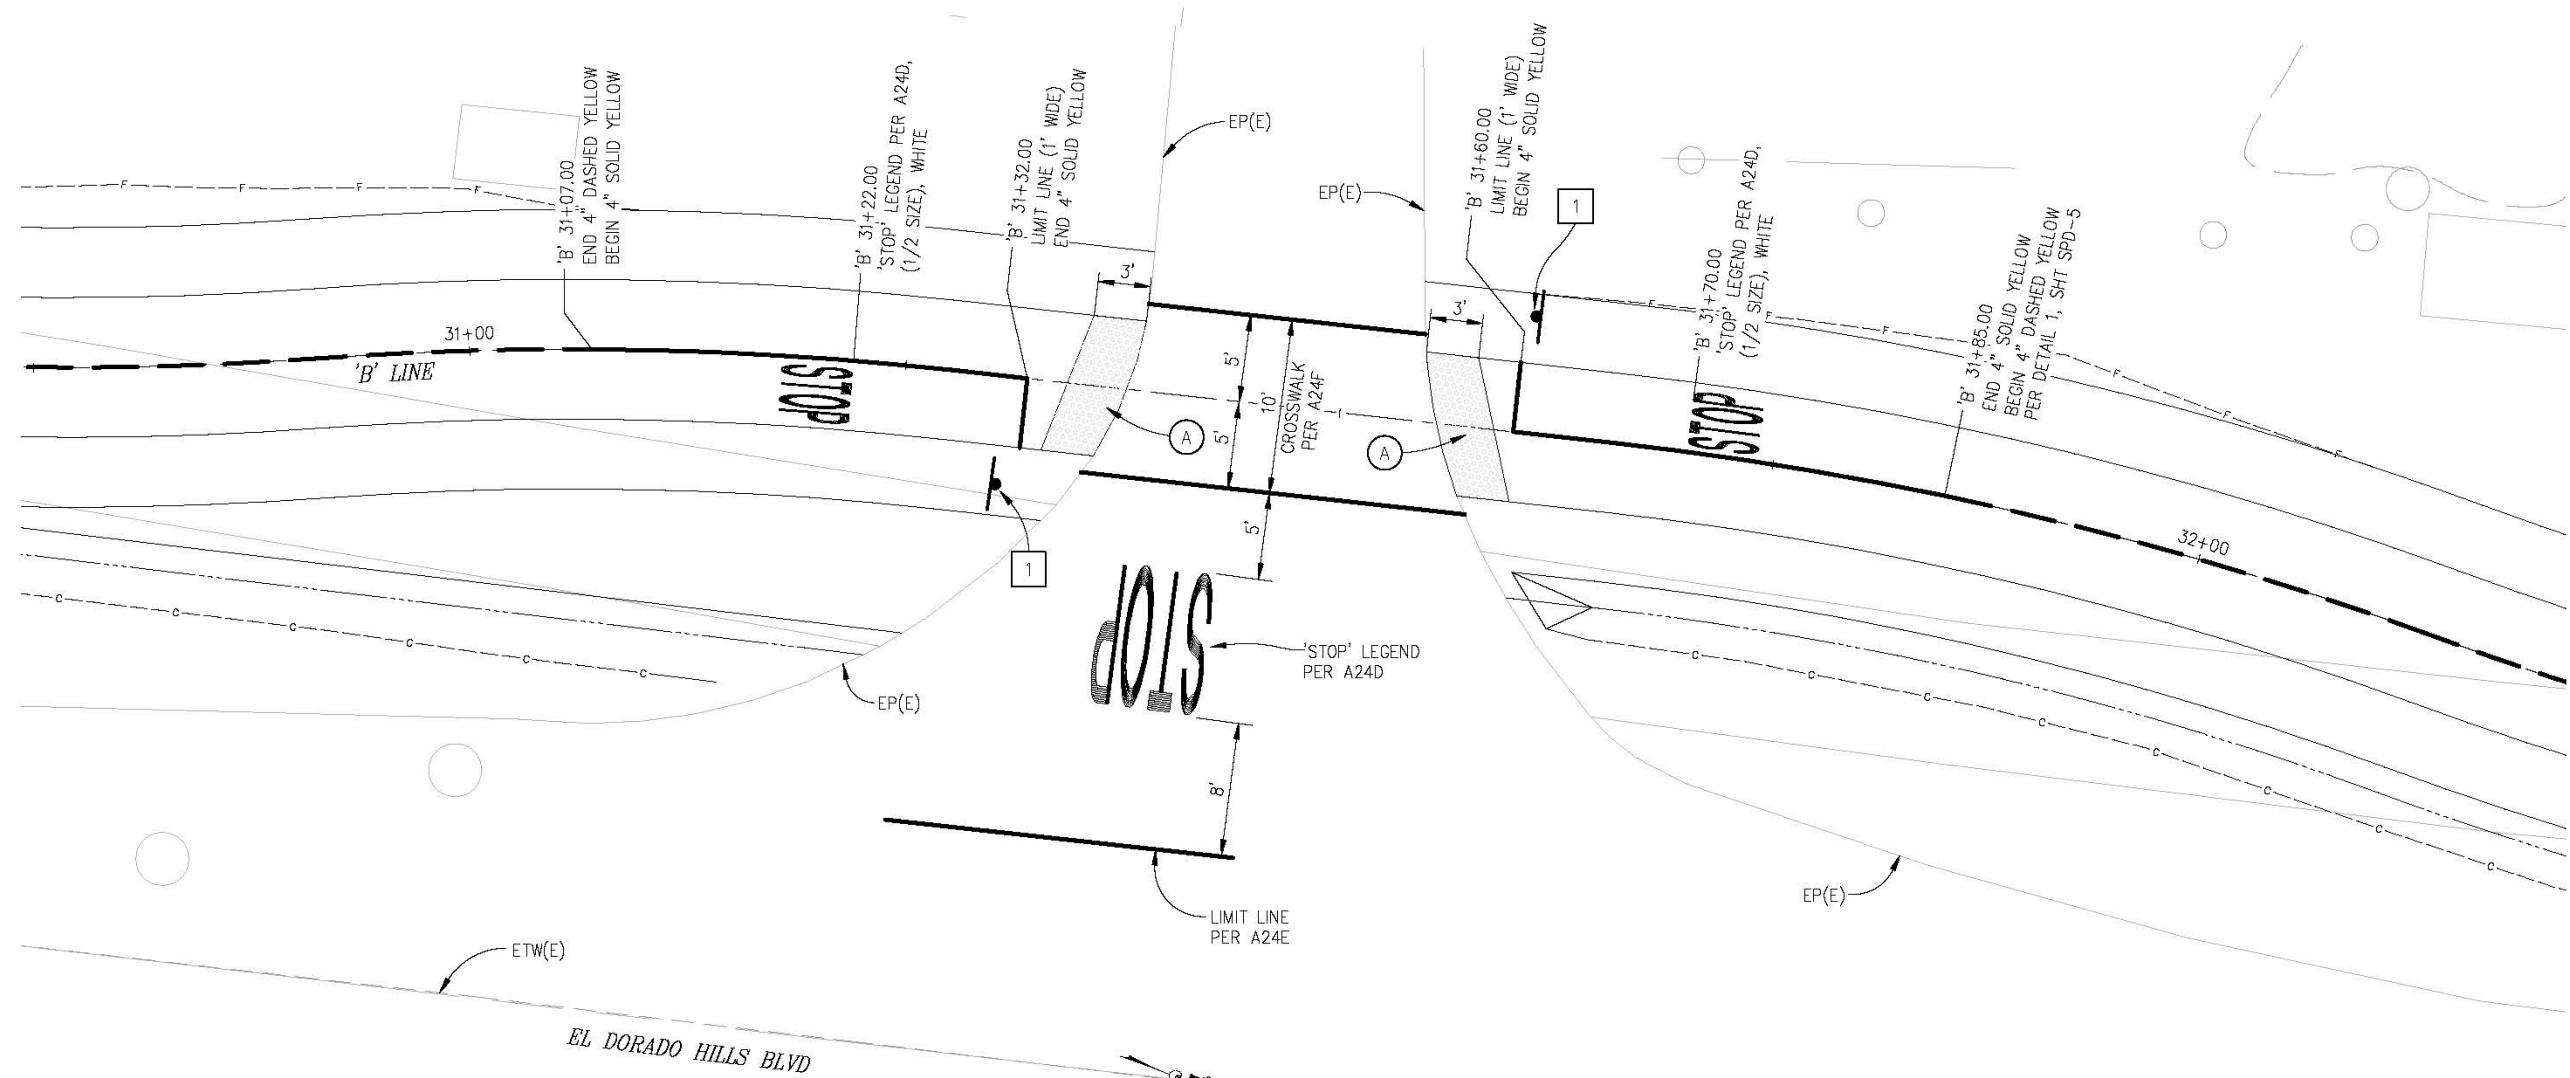 'B' 31+07.00
END 4" DASHED YELLOW
BEGIN 4" SOLID YELLOW
'B' 31+22.00
'STOP' LEGEND PER A24D,
(1/2 SIZE), WHITE
'B' 31+32.00
LIMIT LINE (1' WIDE)
END 4" SOLID YELLOW
EP(E)
EP(E)
'B' 31+60.00
LIMIT LINE (1' WIDE)
BEGIN 4" SOLID YELLOW
1
'B' 31+70.00
'STOP' LEGEND PER A24D,
(1/2 SIZE), WHITE
'B' 31+85.00
END 4" SOLID YELLOW
BEGIN 4" DASHED YELLOW
PER DETAIL 1, SHT SPD-5
F F F F
F F F F F F
31+00
'B' LINE
STOP
3'
3'
5'
5'
10'
CROSSWALK
PER A24F
A
A
STOP
5'
1
32+00
STOP
'STOP' LEGEND
PER A24D
C C C C C C
C C C C C C C C
EP(E)
8'
LIMIT LINE
PER A24E
EP(E)
ETW(E)
EL DORADO HILLS BLVD